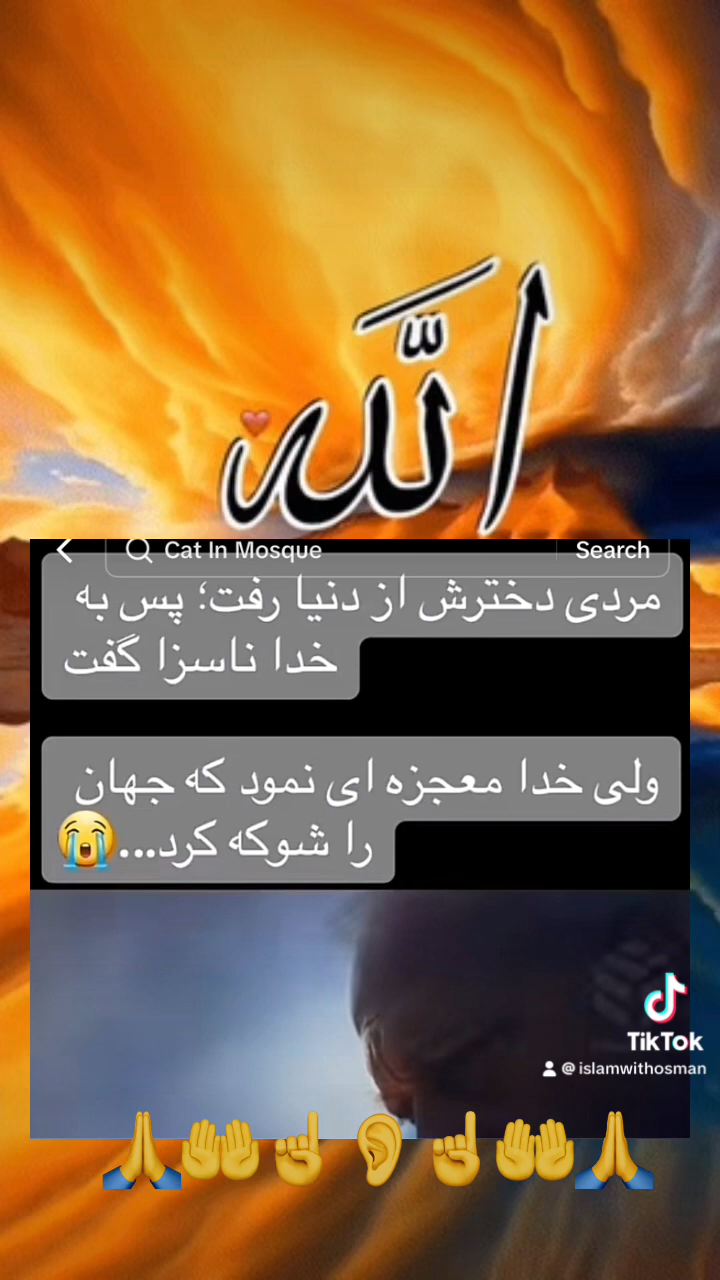 الله
Cat In Mosque
Search
مردی دخترش از دنیا رفت؛ پس به
خدا ناسزا گفت
ولی خدا معجزه ای نمود که جهان
را شوکه کرد...😭
TikTok
@islamwithosman